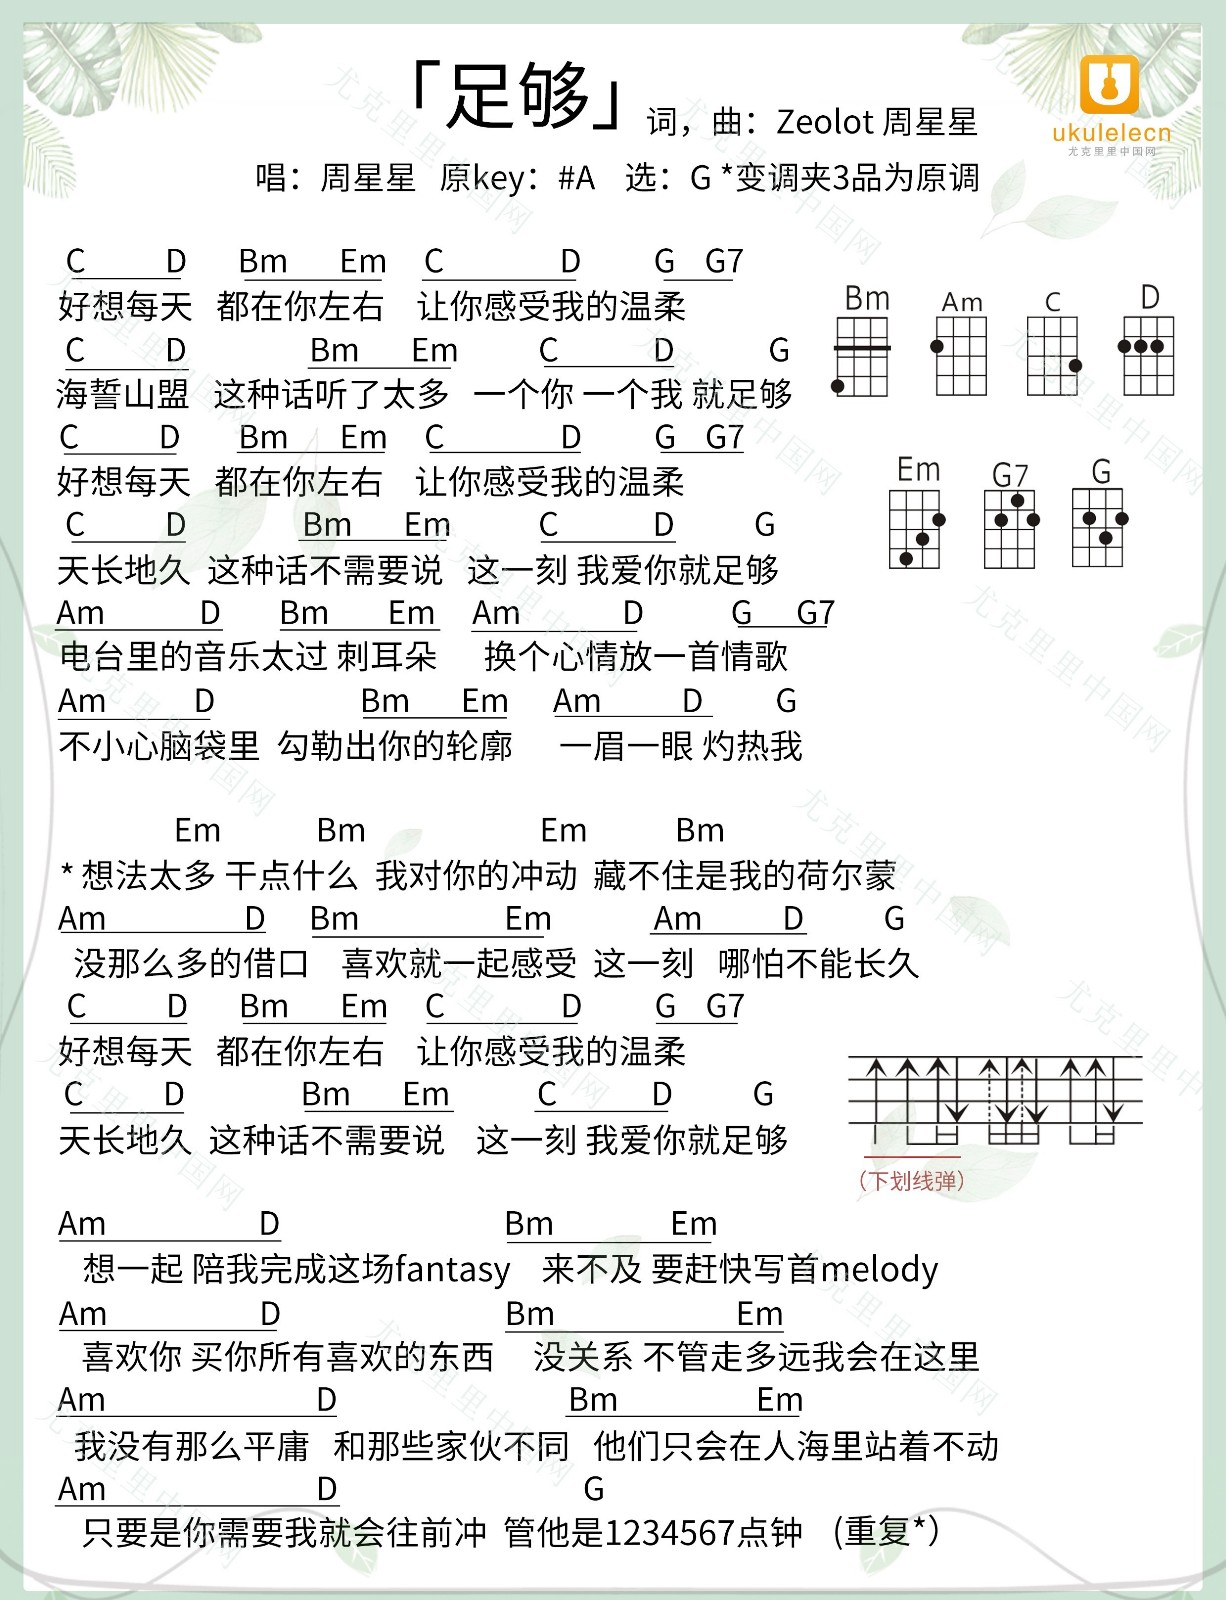 「足够」
词，曲：Zeolot 周星星
ukulelecn
尤克里里中国网
唱：周星星 原key：#A 选：G *变调夹3品为原调
C D Bm Em C D G G7
好想每天 都在你左右 让你感受我的温柔
C D Bm Em C D G
海誓山盟 这种话听了太多 一个你 一个我 就足够
C D Bm Em C D G G7
好想每天 都在你左右 让你感受我的温柔
C D Bm Em C D G
天长地久 这种话不需要说 这一刻 我爱你就足够
Am D Bm Em Am D G G7
电台里的音乐太过 刺耳朵 换个心情放一首情歌
Am D Bm Em Am D G
不小心脑袋里 勾勒出你的轮廓 一眉一眼 灼热我
Bm Am C D
Em G7 G
Em Bm Em Bm
* 想法太多 干点什么 我对你的冲动 藏不住是我的荷尔蒙
Am D Bm Em Am D G
没那么多的借口 喜欢就一起感受 这一刻 哪怕不能长久
C D Bm Em C D G G7
好想每天 都在你左右 让你感受我的温柔
C D Bm Em C D G
天长地久 这种话不需要说 这一刻 我爱你就足够
（下划线弹）
Am D Bm Em
想一起 陪我完成这场fantasy 来不及 要赶快写首melody
Am D Bm Em
喜欢你 买你所有喜欢的东西 没关系 不管走多远我会在这里
Am D Bm Em
我没有那么平庸 和那些家伙不同 他们只会在人海里站着不动
Am D G
只要是你需要我就会往前冲 管他是1234567点钟 (重复*）